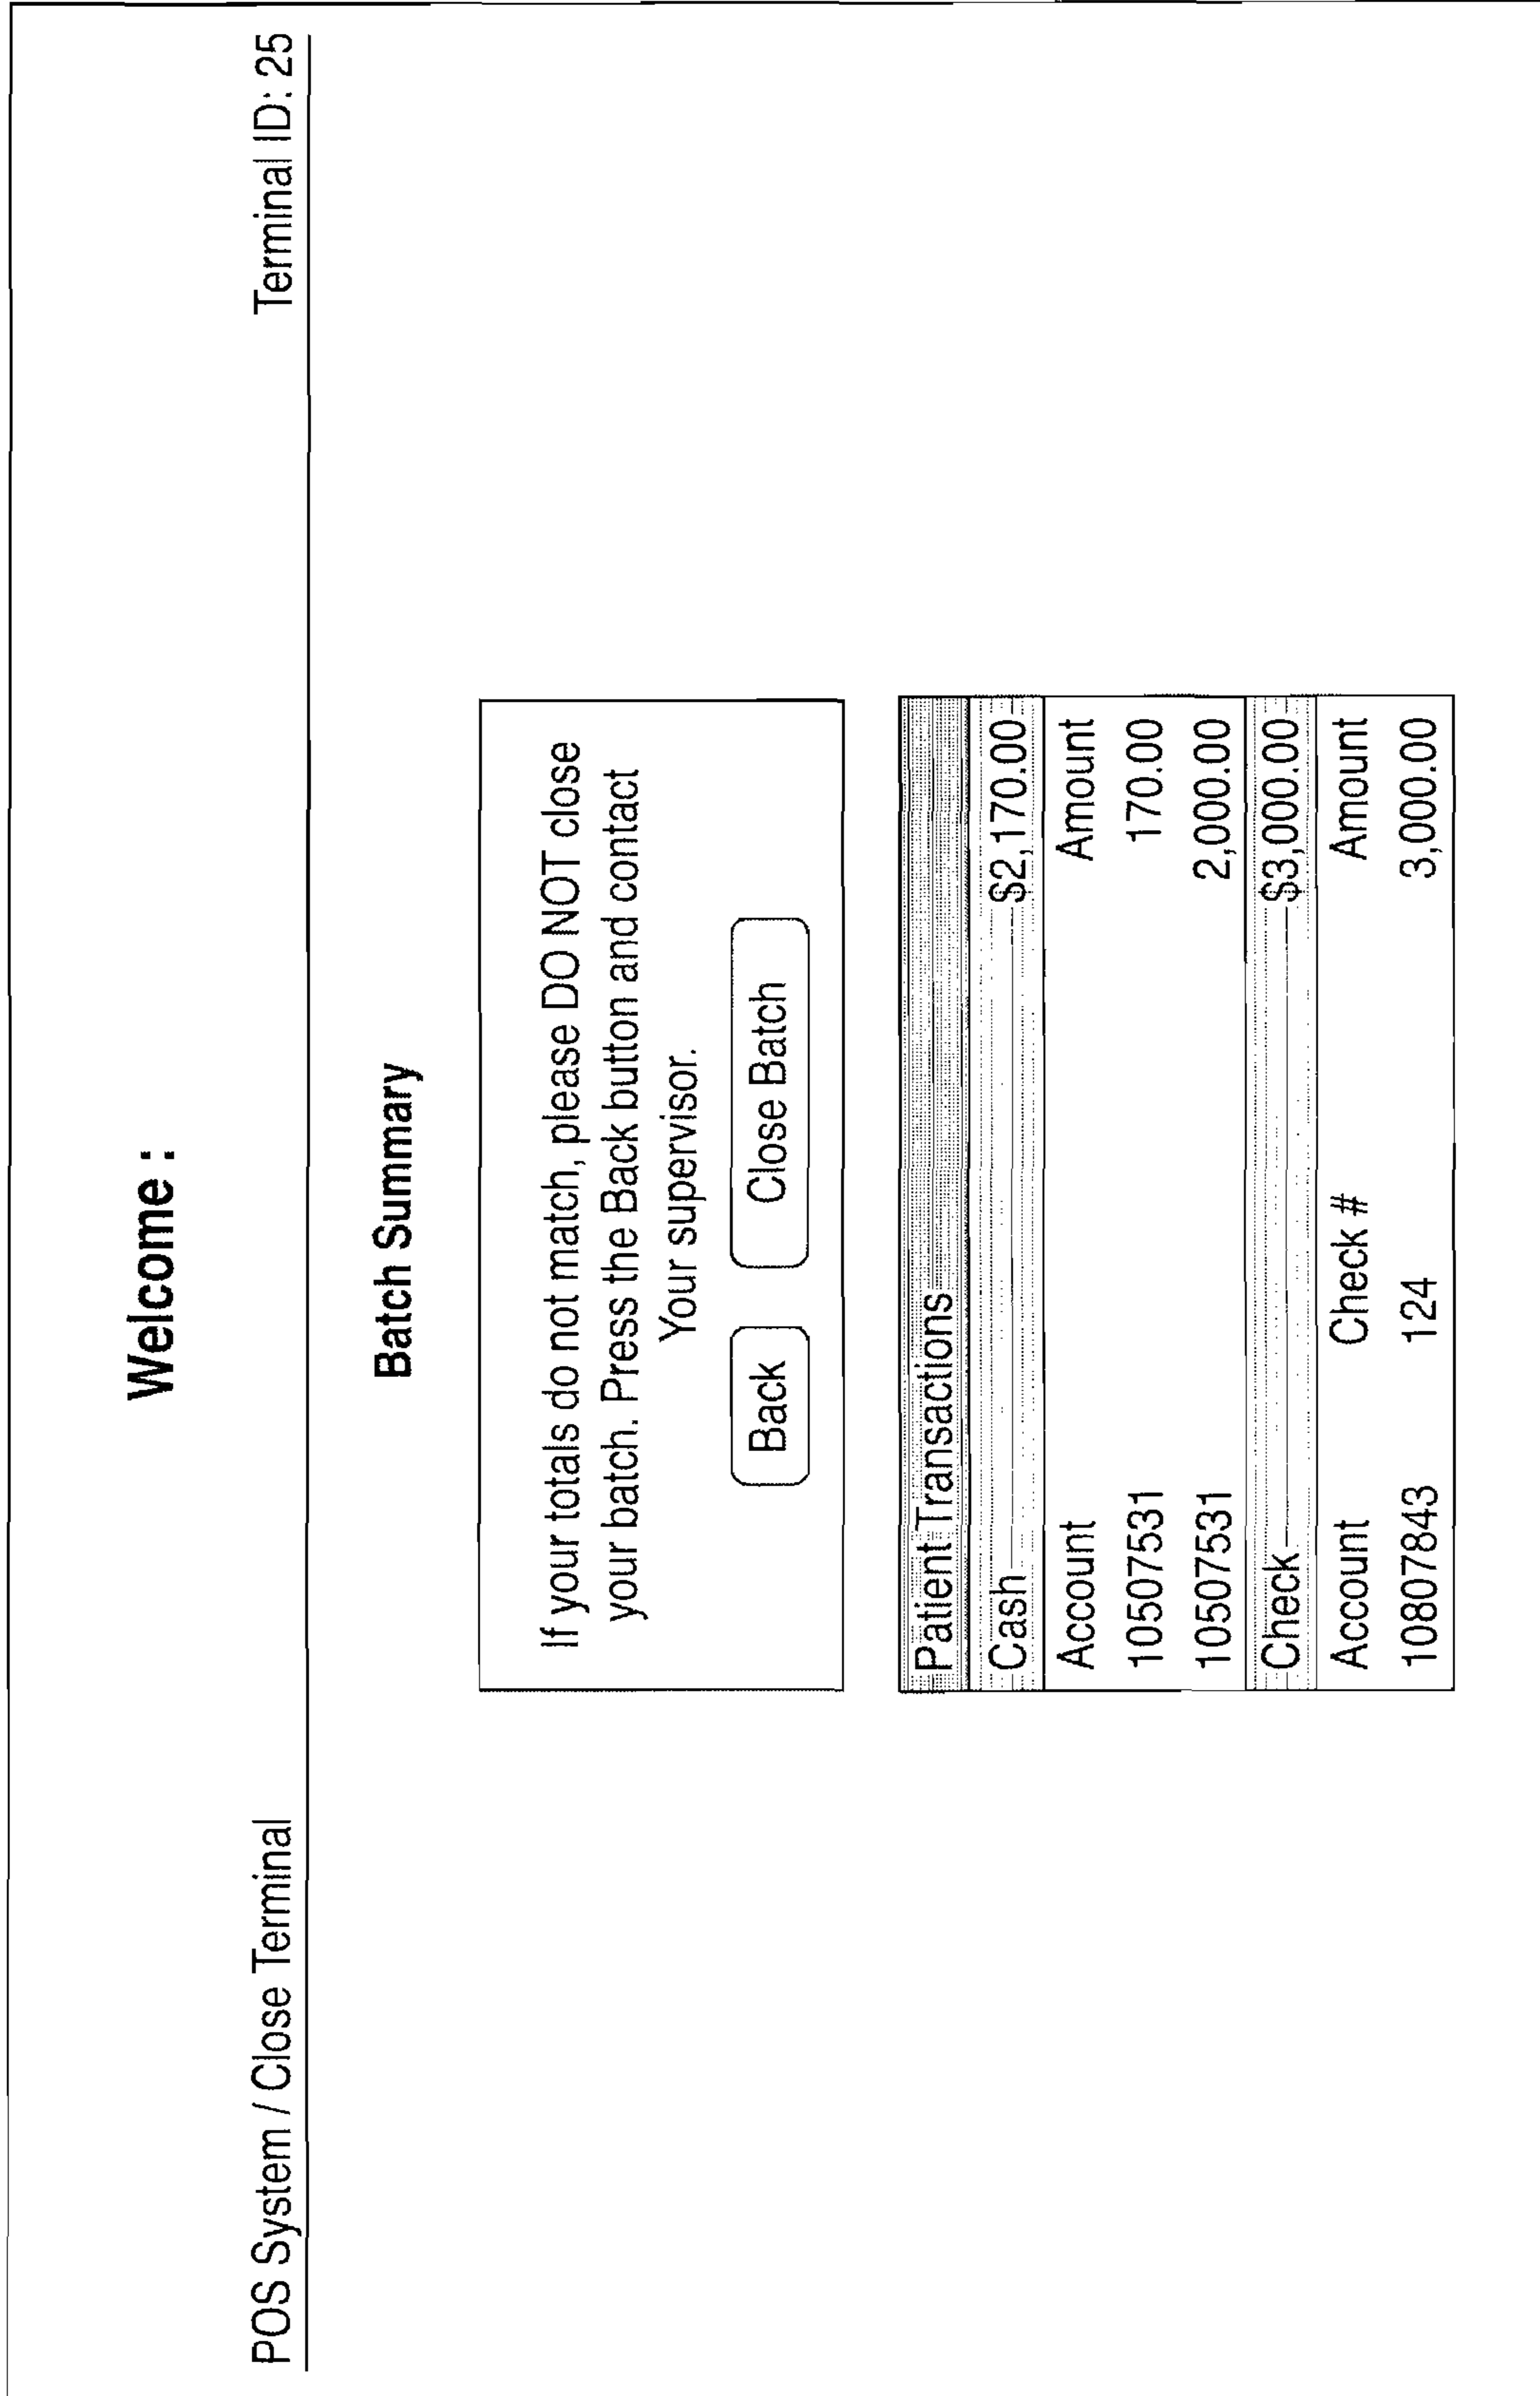 Welcome :
POS System / Close Terminal Terminal ID: 25
Batch Summary
If your totals do not match, please DO NOT close
your batch. Press the Back button and contact
Your supervisor.
Back Close Batch
Patient Transactions
Cash $2,170.00
Account Amount
10507531 170.00
10507531 2,000.00
Check $3,000.00
Account Check # Amount
10807843 124 3,000.00